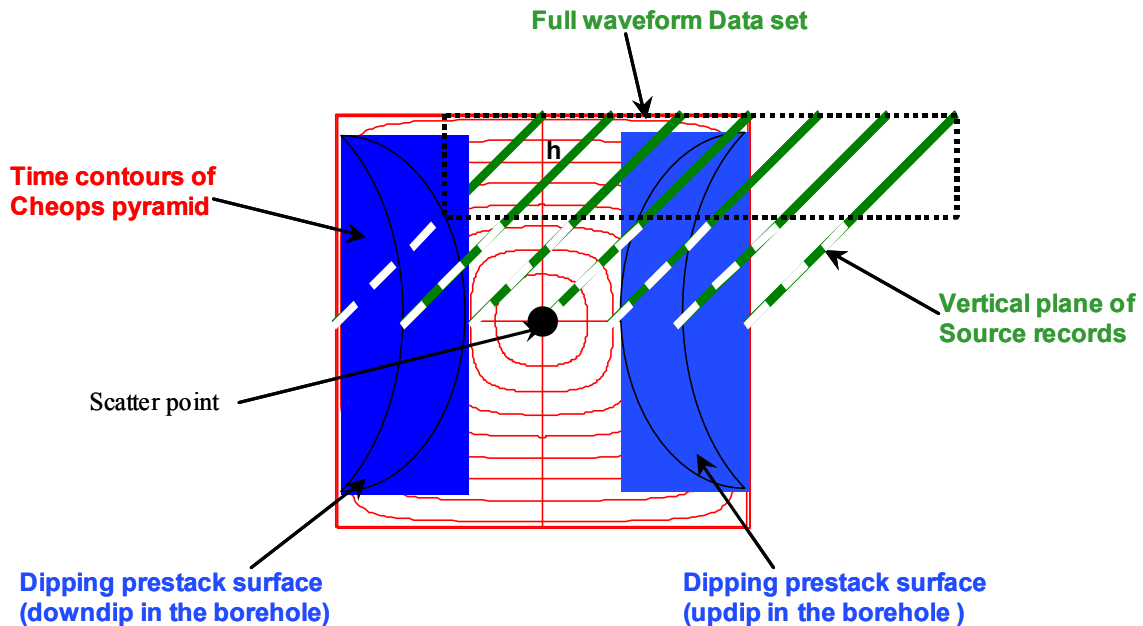 Full waveform Data set
h
Time contours of
Cheops pyramid
Vertical plane of
Source records
Scatter point
Dipping prestack surface
(downdip in the borehole)
Dipping prestack surface
(updip in the borehole )